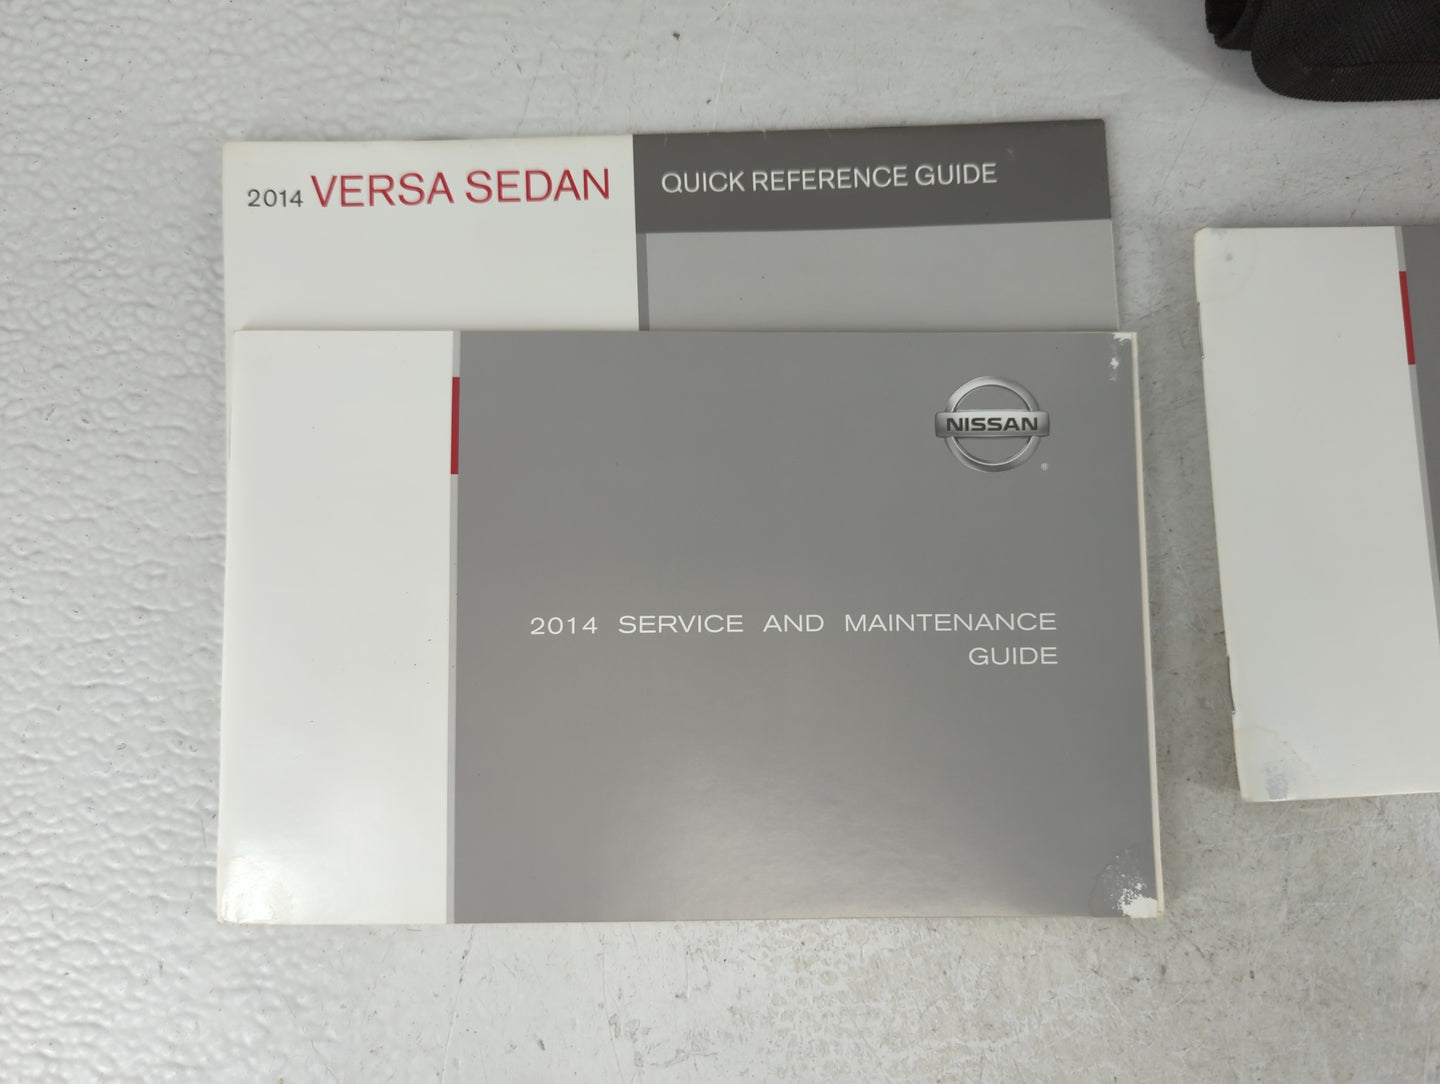 2014 VERSA SEDAN
QUICK REFERENCE GUIDE
NISSAN
®
2014 SERVICE AND MAINTENANCE
GUIDE